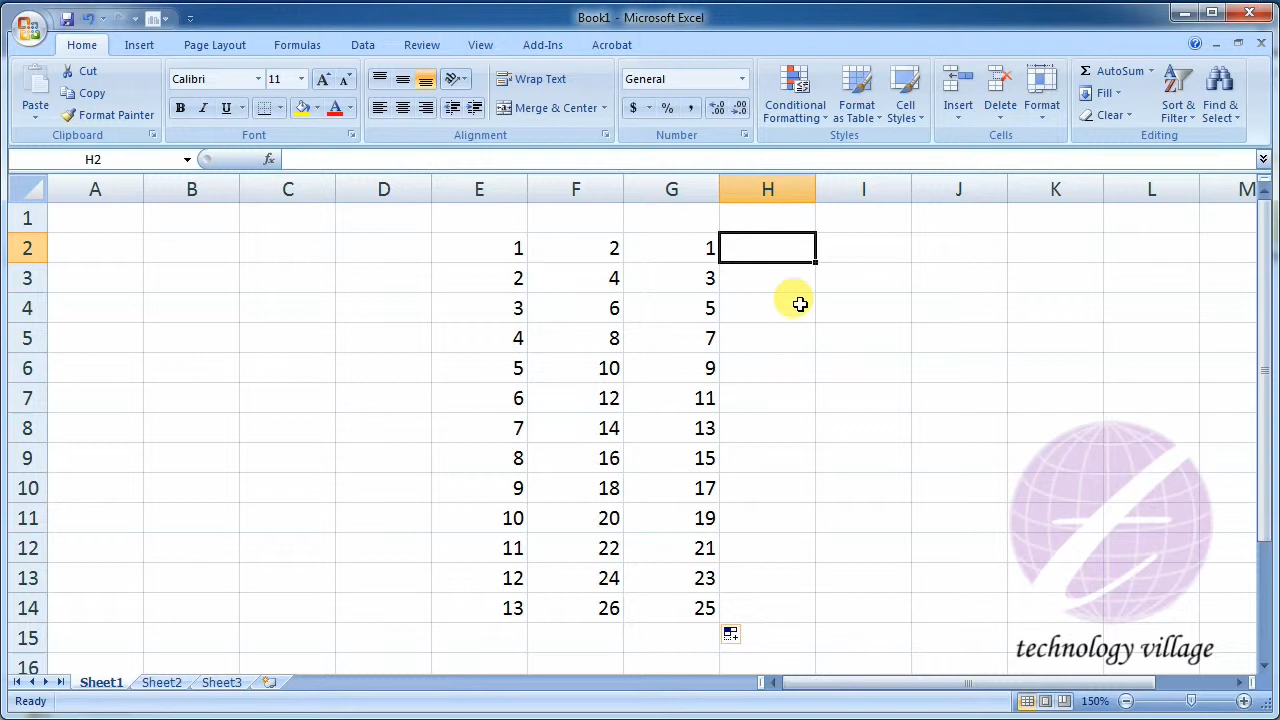 Book1 - Microsoft Excel
Home Insert Page Layout Formulas Data Review View Add-Ins Acrobat
Paste
Cut
Copy
Format Painter
Clipboard
Calibri 11
B I U
Font
Wrap Text
Merge & Center
Alignment
General
$ % ,
Number
Conditional Formatting
Format as Table
Cell Styles
Styles
Insert Delete Format
Cells
Σ AutoSum
Fill
Clear
Sort & Filter
Find & Select
Editing
H2 fx
A B C D E F G H I J K L M
1
2 1 2 1
3 2 4 3
4 3 6 5
5 4 8 7
6 5 10 9
7 6 12 11
8 7 14 13
9 8 16 15
10 9 18 17
11 10 20 19
12 11 22 21
13 12 24 23
14 13 26 25
15
16
technology village
Sheet1 Sheet2 Sheet3
Ready 150%